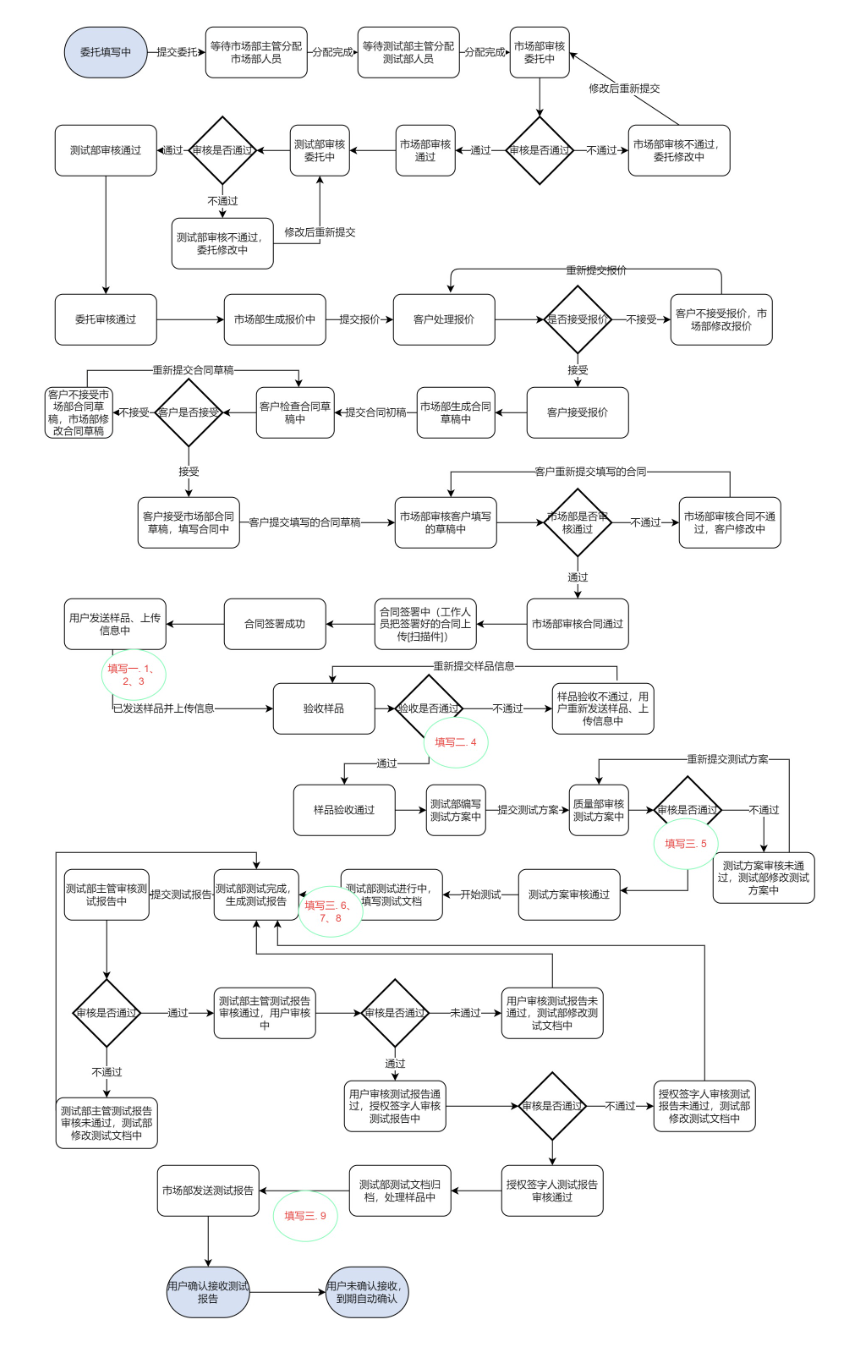 委托填写中
提交委托
等待市场部主管分配
市场部人员
分配完成
等待测试部主管分配
测试部人员
分配完成
市场部审核
委托中
修改后重新提交
测试部审核通过
通过
审核是否通过
测试部审核
委托中
市场部审核
通过
通过
审核是否通过
不通过
市场部审核不通过，
委托修改中
不通过
测试部审核不通过，
委托修改中
修改后重新提交
重新提交报价
委托审核通过
市场部生成报价中
提交报价
客户处理报价
是否接受报价
不接受
客户不接受报价，市
场部修改报价
接受
重新提交合同草稿
客户不接受市
场部合同草
稿，市场部修
改合同草稿
不接受
客户是否接受
客户检查合同草
稿中
提交合同初稿
市场部生成合同
草稿中
客户接受报价
接受
客户重新提交填写的合同
客户接受市场部合同
草稿，填写合同中
客户提交填写的合同草稿
市场部审核客户填写
的草稿中
市场部是否审
核通过
不通过
市场部审核合同不通
过，客户修改中
通过
用户发送样品、上传
信息中
合同签署成功
合同签署中（工作人
员把签署好的合同上
传[扫描件]）
市场部审核合同通过
填写一. 1、
2、3
重新提交样品信息
已发送样品并上传信息
验收样品
验收是否通过
不通过
样品验收不通过，用
户重新发送样品、上
传信息中
填写二. 4
通过
重新提交测试方案
样品验收通过
测试部编写
测试方案中
提交测试方案
质量部审核
测试方案中
审核是否通过
不通过
填写三. 5
测试方案审核未通
过，测试部修改测试
方案中
测试部主管审核测
试报告中
提交测试报告
测试部测试完成，
生成测试报告
填写三. 6、
7、8
测试部测试进行中，
填写测试文档
开始测试
测试方案审核通过
审核是否通过
通过
测试部主管测试报告
审核通过，用户审核
中
审核是否通过
未通过
用户审核测试报告未
通过，测试部修改测
试文档中
不通过
通过
测试部主管测试报告
审核未通过，测试部
修改测试文档中
用户审核测试报告通
过，授权签字人审核
测试报告中
审核是否通过
不通过
授权签字人审核测试
报告未通过，测试部
修改测试文档中
市场部发送测试报告
填写三. 9
测试部测试文档归
档，处理样品中
授权签字人测试报告
审核通过
用户确认接收测试
报告
用户未确认接收，
到期自动确认